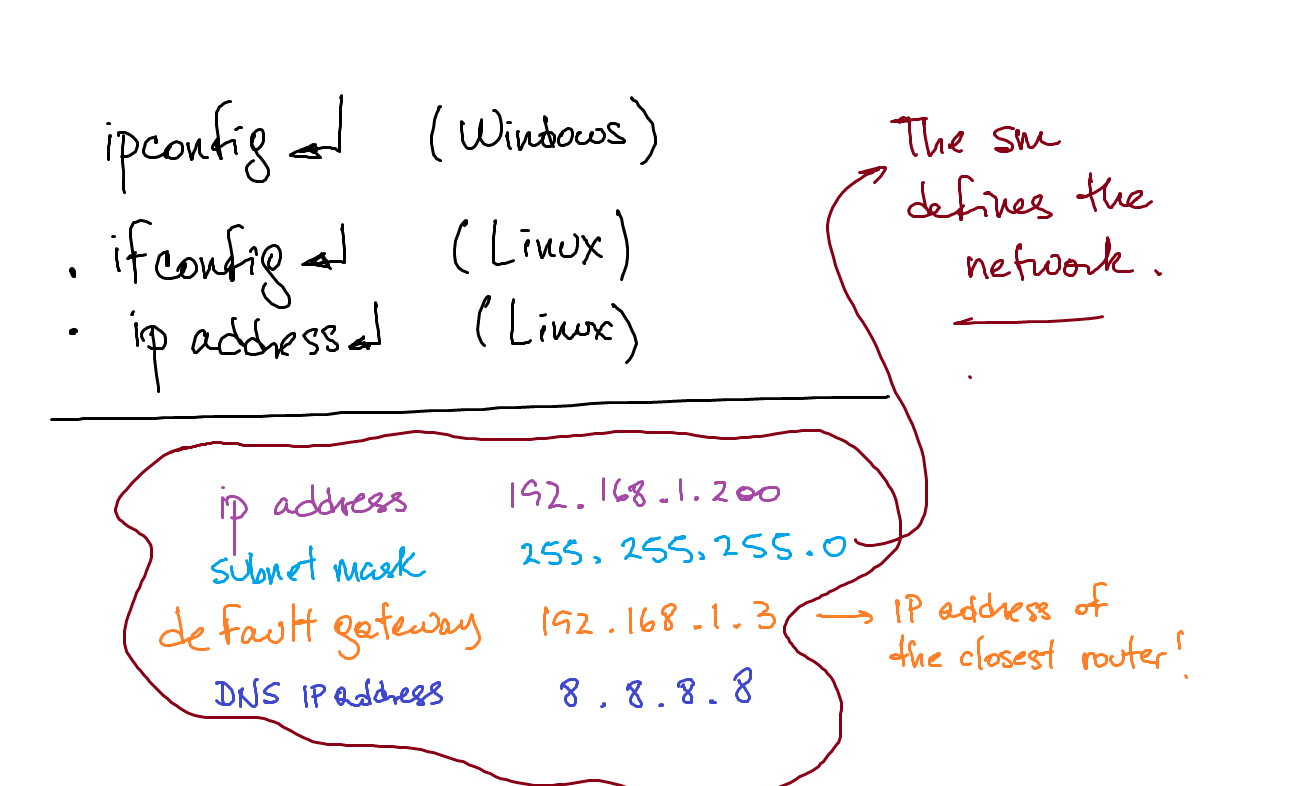 ipconfig ↲ (Windows)
. ifconfig ↲ (Linux)
. ip address ↲ (Linux)
The sm
defines the
network.
ip address 192.168.1.200
subnet mask 255.255.255.0
default gateway 192.168.1.3 → IP address of
the closest router!
DNS IP address 8.8.8.8